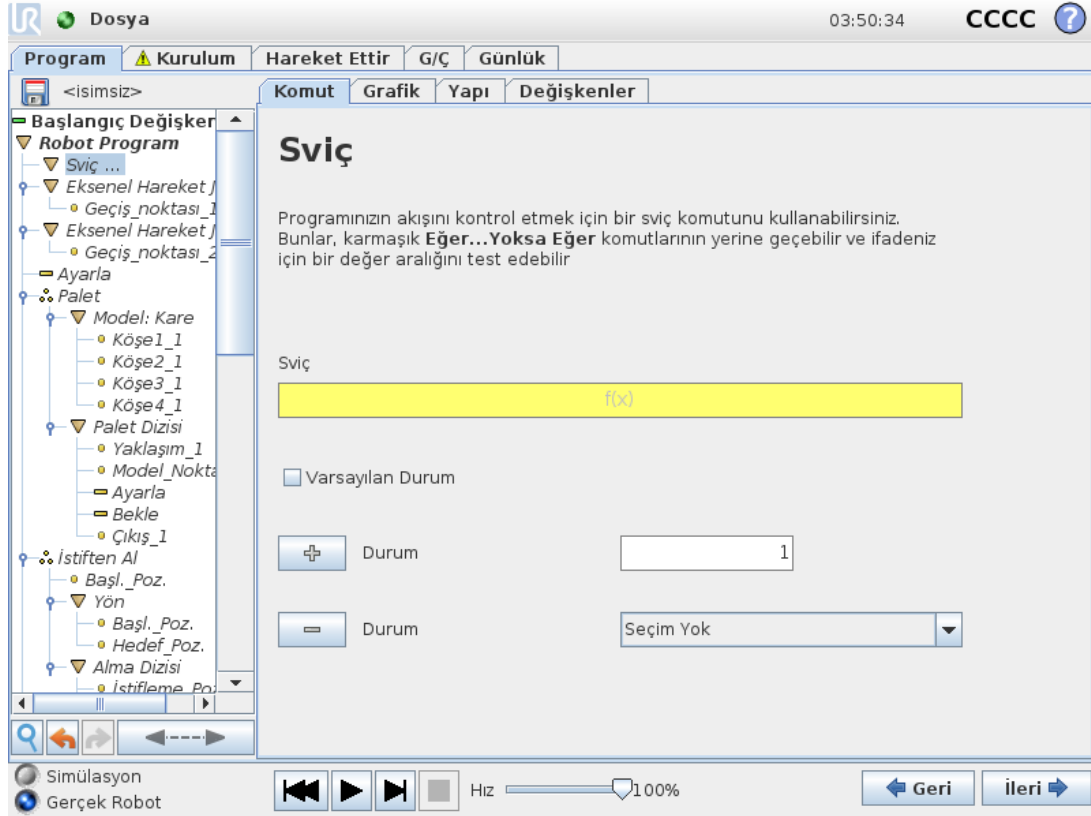 UR Dosya 03:50:34 CCCC ?
Program Kurulum Hareket Ettir G/Ç Günlük
<isimsiz>
Komut Grafik Yapı Değişkenler
Başlangıç Değişker
Robot Program
Sviç ...
Eksenel Hareket J
Geçiş_noktası_1
Eksenel Hareket J
Geçiş_noktası_2
Ayarla
Palet
Model: Kare
Köşe1_1
Köşe2_1
Köşe3_1
Köşe4_1
Palet Dizisi
Yaklaşım_1
Model_Nokta
Ayarla
Bekle
Çıkış_1
İstiften Al
Başl._Poz.
Yön
Başl._Poz.
Hedef_Poz.
Alma Dizisi
İstifleme_Poz
Sviç
Programınızın akışını kontrol etmek için bir sviç komutunu kullanabilirsiniz.
Bunlar, karmaşık Eğer...Yoksa Eğer komutlarının yerine geçebilir ve ifadeniz
için bir değer aralığını test edebilir
Sviç
f(x)
Varsayılan Durum
Durum 1
Durum Seçim Yok
Simülasyon
Gerçek Robot
Hız 100%
Geri İleri